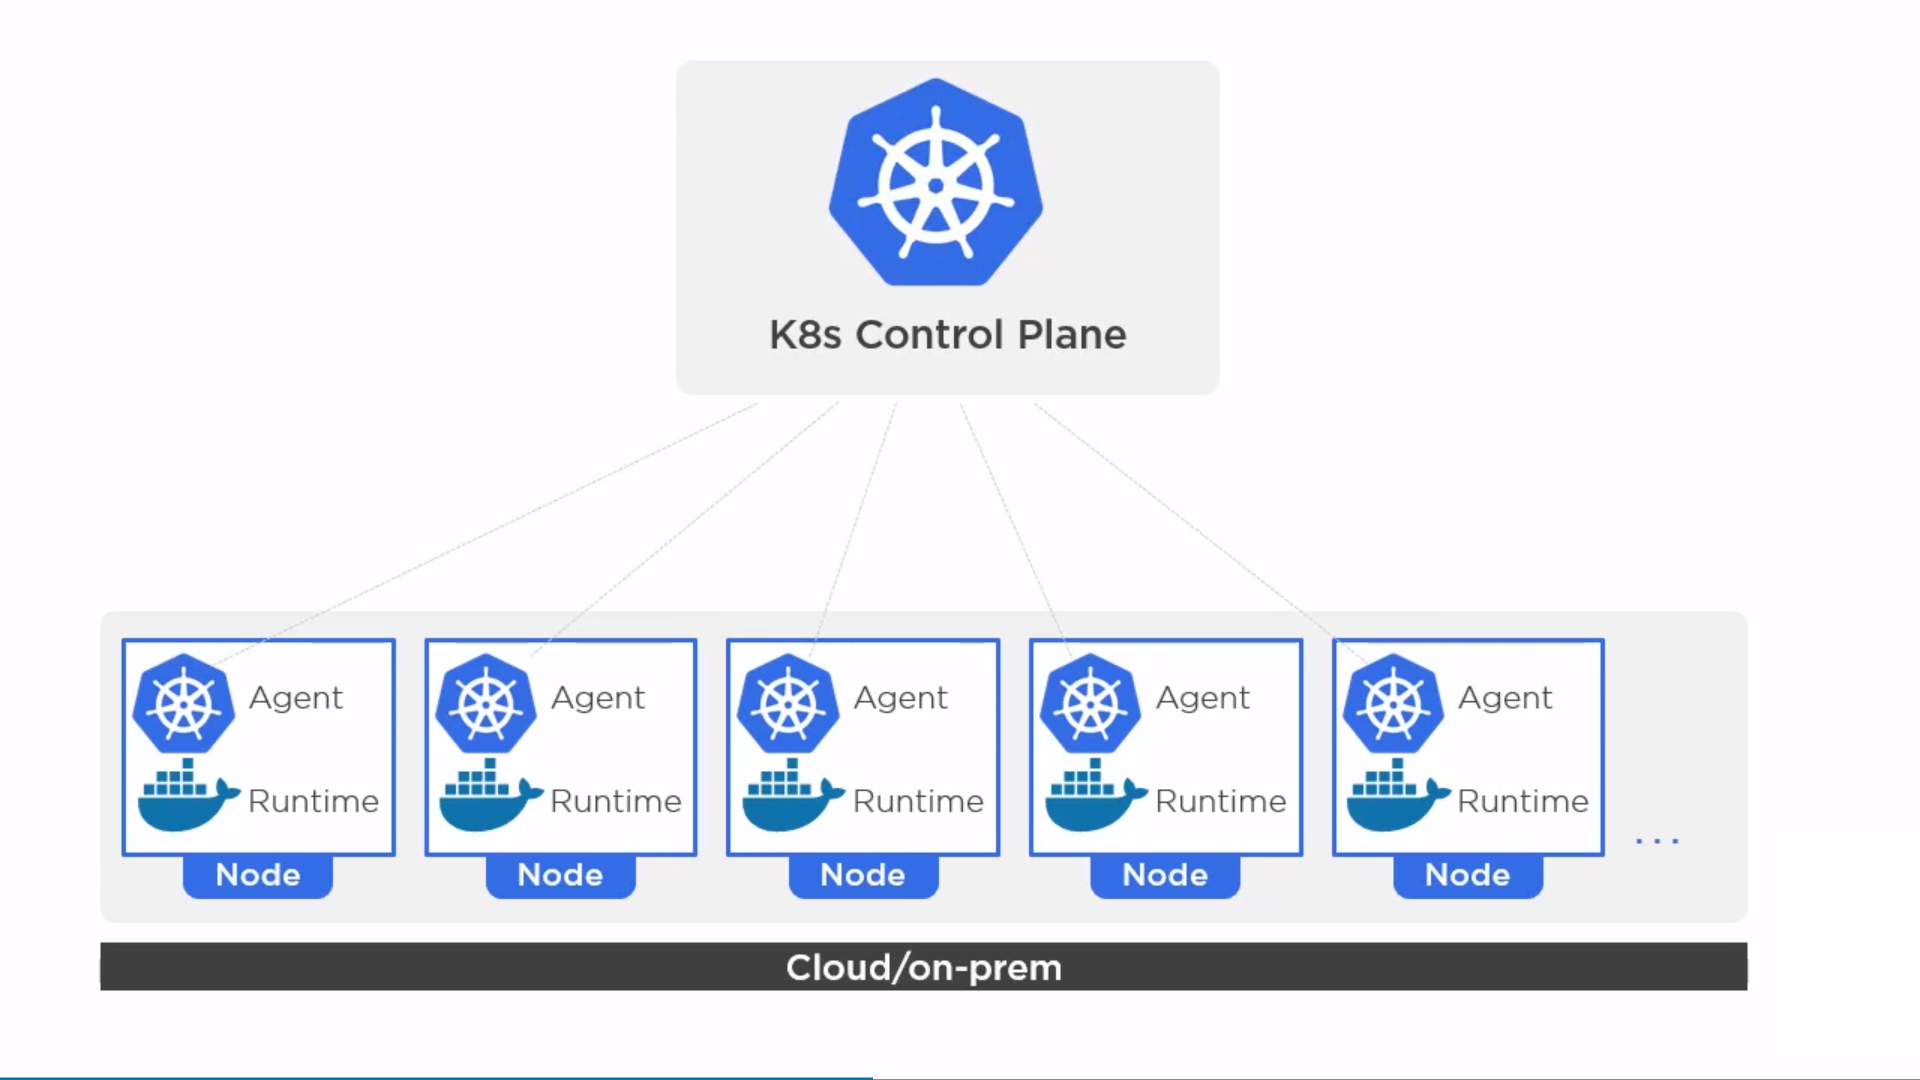 K8s Control Plane
Agent
Runtime
Node
Agent
Runtime
Node
Agent
Runtime
Node
Agent
Runtime
Node
Agent
Runtime
Node
...
Cloud/on-prem